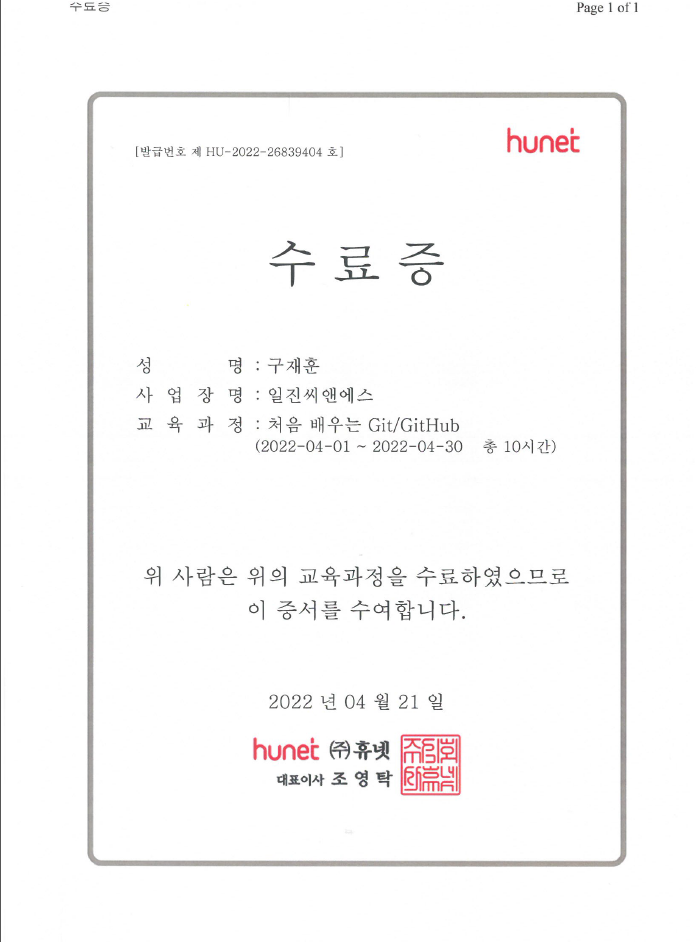 수료증
Page 1 of 1
[발급번호 제 HU-2022-26839404 호]
hunet
수 료 증
성 명 : 구재훈
사 업 장 명 : 일진씨앤에스
교 육 과 정 : 처음 배우는 Git/GitHub
(2022-04-01 ~ 2022-04-30 총 10시간)
위 사람은 위의 교육과정을 수료하였으므로
이 증서를 수여합니다.
2022 년 04 월 21 일
hunet ㈜휴넷
대표이사 조 영 탁